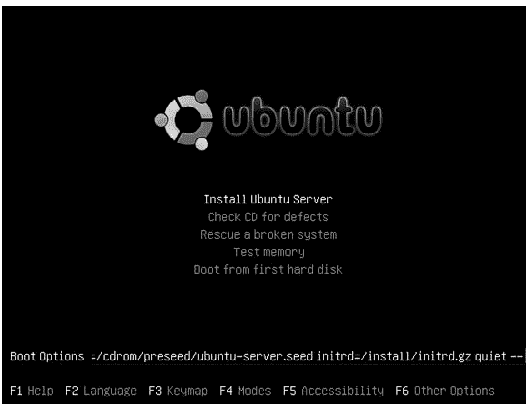 ubuntu
Install Ubuntu Server
Check CD for defects
Rescue a broken system
Test memory
Boot from first hard disk
Boot Options =/cdrom/preseed/ubuntu-server.seed initrd=/install/initrd.gz quiet --
F1 Help F2 Language F3 Keymap F4 Modes F5 Accessibility F6 Other Options